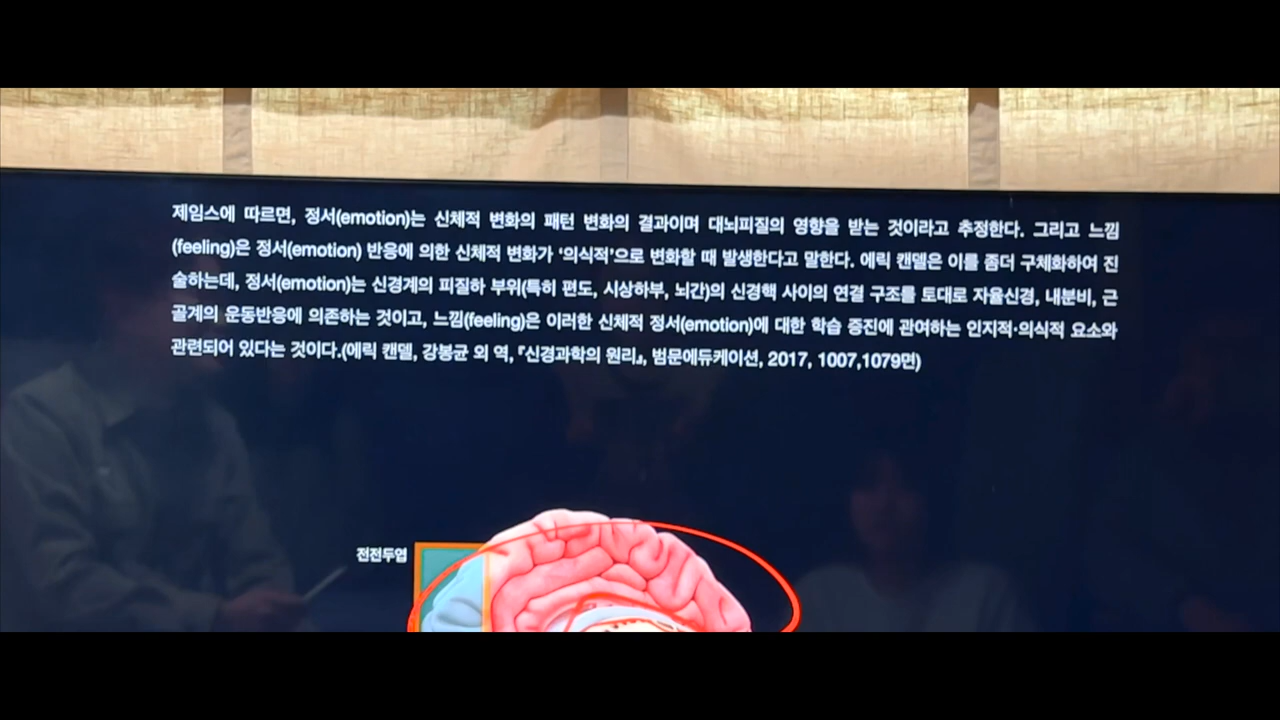 제임스에 따르면, 정서(emotion)는 신체적 변화의 패턴 변화의 결과이며 대뇌피질의 영향을 받는 것이라고 추정한다. 그리고 느낌
(feeling)은 정서(emotion) 반응에 의한 신체적 변화가 '의식적'으로 변화할 때 발생한다고 말한다. 에릭 캔델은 이를 좀더 구체화하여 진
술하는데, 정서(emotion)는 신경계의 피질하 부위(특히 편도, 시상하부, 뇌간)의 신경핵 사이의 연결 구조를 토대로 자율신경, 내분비, 근
골계의 운동반응에 의존하는 것이고, 느낌(feeling)은 이러한 신체적 정서(emotion)에 대한 학습 증진에 관여하는 인지적·의식적 요소와
관련되어 있다는 것이다.(에릭 캔델, 강봉균 외 역, 『신경과학의 원리』, 범문에듀케이션, 2017, 1007,1079면)
전전두엽